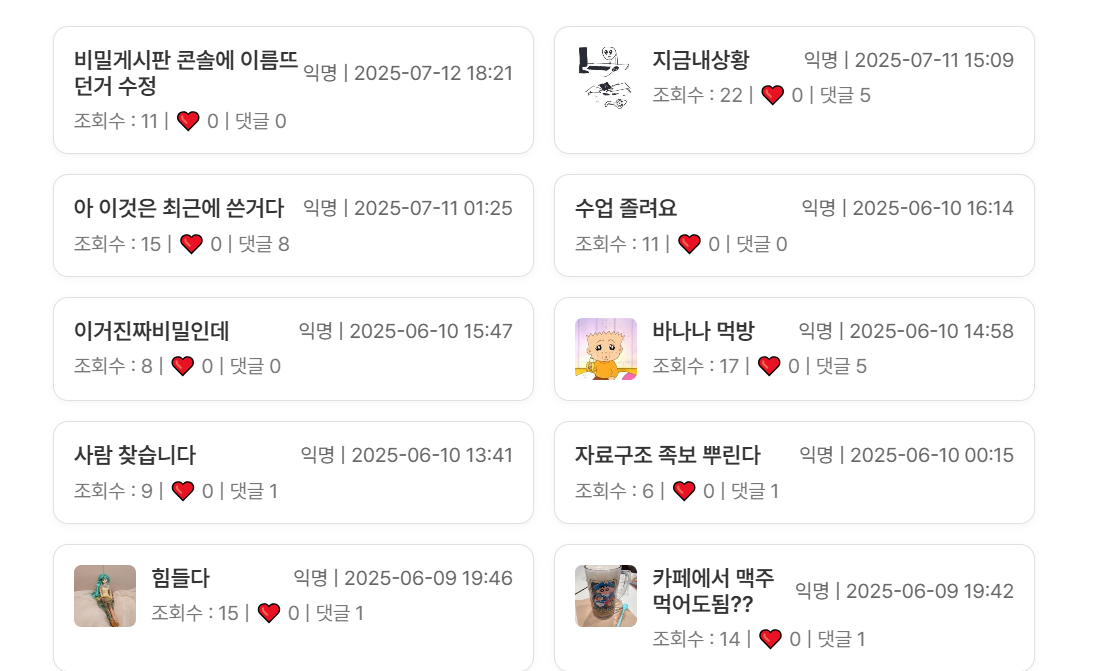 비밀게시판 콘솔에 이름뜨
던거 수정
익명 | 2025-07-12 18:21
조회수 : 11 | ❤️ 0 | 댓글 0
지금내상황
익명 | 2025-07-11 15:09
조회수 : 22 | ❤️ 0 | 댓글 5
아 이것은 최근에 쓴거다
익명 | 2025-07-11 01:25
조회수 : 15 | ❤️ 0 | 댓글 8
수업 졸려요
익명 | 2025-06-10 16:14
조회수 : 11 | ❤️ 0 | 댓글 0
이거진짜비밀인데
익명 | 2025-06-10 15:47
조회수 : 8 | ❤️ 0 | 댓글 0
바나나 먹방
익명 | 2025-06-10 14:58
조회수 : 17 | ❤️ 0 | 댓글 5
사람 찾습니다
익명 | 2025-06-10 13:41
조회수 : 9 | ❤️ 0 | 댓글 1
자료구조 족보 뿌린다
익명 | 2025-06-10 00:15
조회수 : 6 | ❤️ 0 | 댓글 1
힘들다
익명 | 2025-06-09 19:46
조회수 : 15 | ❤️ 0 | 댓글 1
카페에서 맥주
먹어도됨??
익명 | 2025-06-09 19:42
조회수 : 14 | ❤️ 0 | 댓글 1